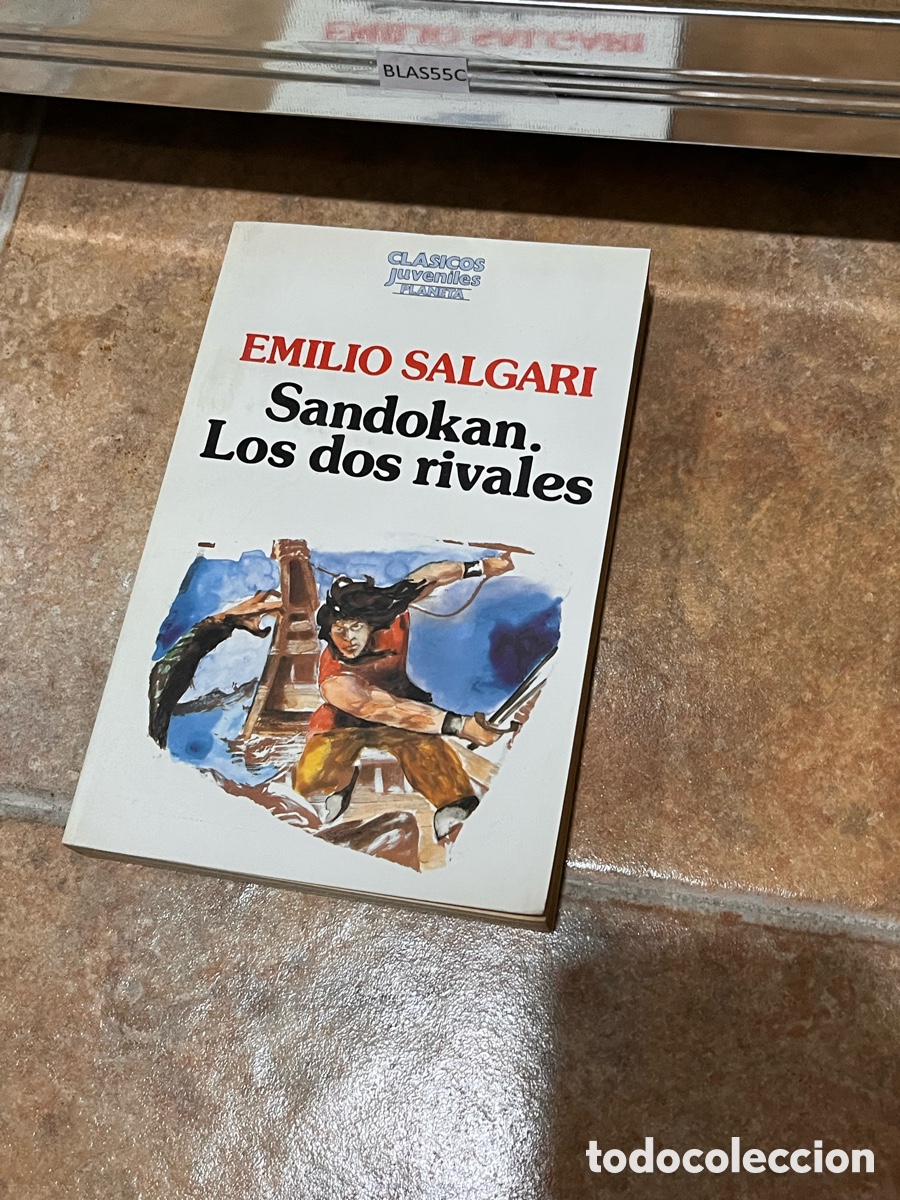 BLAS55C
CLASICOS
juveniles
PLANETA
EMILIO SALGARI
Sandokan.
Los dos rivales
todocoleccion